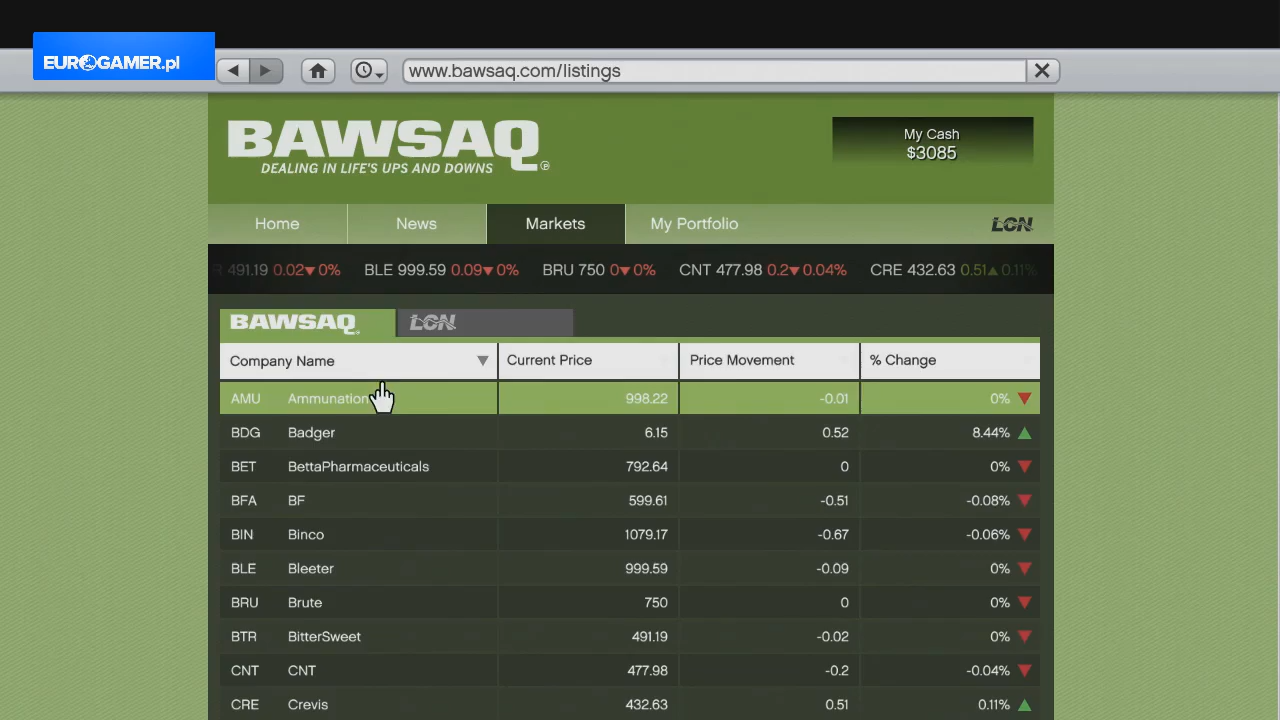 EUROGAMER.pl
www.bawsaq.com/listings
BAWSAQ
DEALING IN LIFE'S UPS AND DOWNS
My Cash
$3085
Home News Markets My Portfolio LCN
R 491.19 0.02▼0% BLE 999.59 0.09▼0% BRU 750 0▼0% CNT 477.98 0.2▼0.04% CRE 432.63 0.51▲0.11%
BAWSAQ LCN
Company Name ▼ Current Price Price Movement % Change
AMU Ammunation 998.22 -0.01 0% ▼
BDG Badger 6.15 0.52 8.44% ▲
BET BettaPharmaceuticals 792.64 0 0% ▼
BFA BF 599.61 -0.51 -0.08% ▼
BIN Binco 1079.17 -0.67 -0.06% ▼
BLE Bleeter 999.59 -0.09 0% ▼
BRU Brute 750 0 0% ▼
BTR BitterSweet 491.19 -0.02 0% ▼
CNT CNT 477.98 -0.2 -0.04% ▼
CRE Crevis 432.63 0.51 0.11% ▲